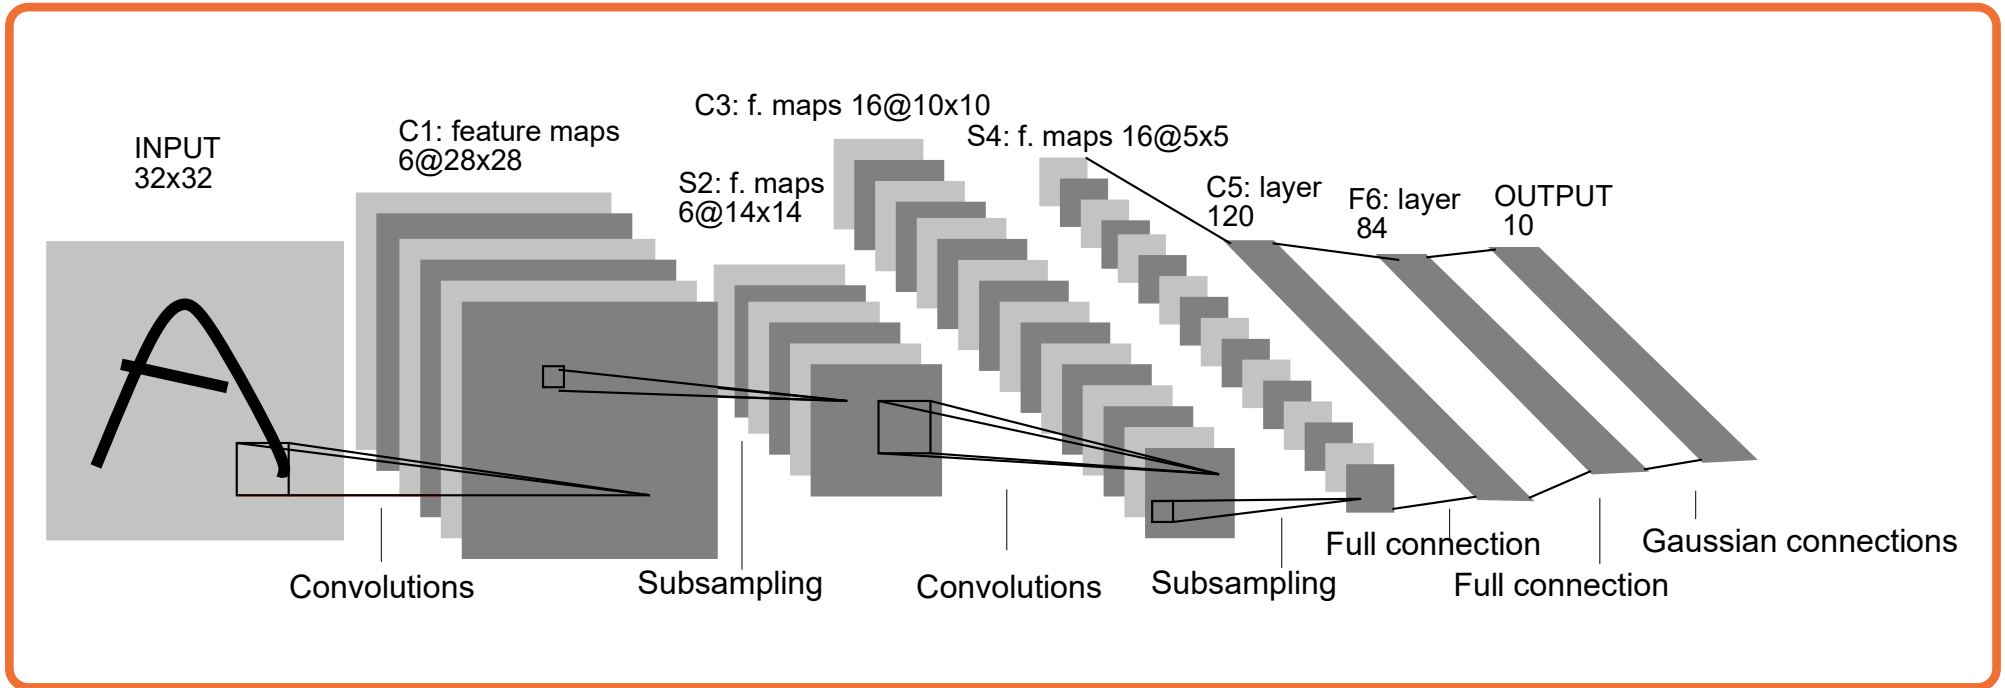 INPUT
32x32
C1: feature maps
6@28x28
S2: f. maps
6@14x14
C3: f. maps 16@10x10
S4: f. maps 16@5x5
C5: layer
120
F6: layer
84
OUTPUT
10
Convolutions
Subsampling
Convolutions
Subsampling
Full connection
Full connection
Gaussian connections